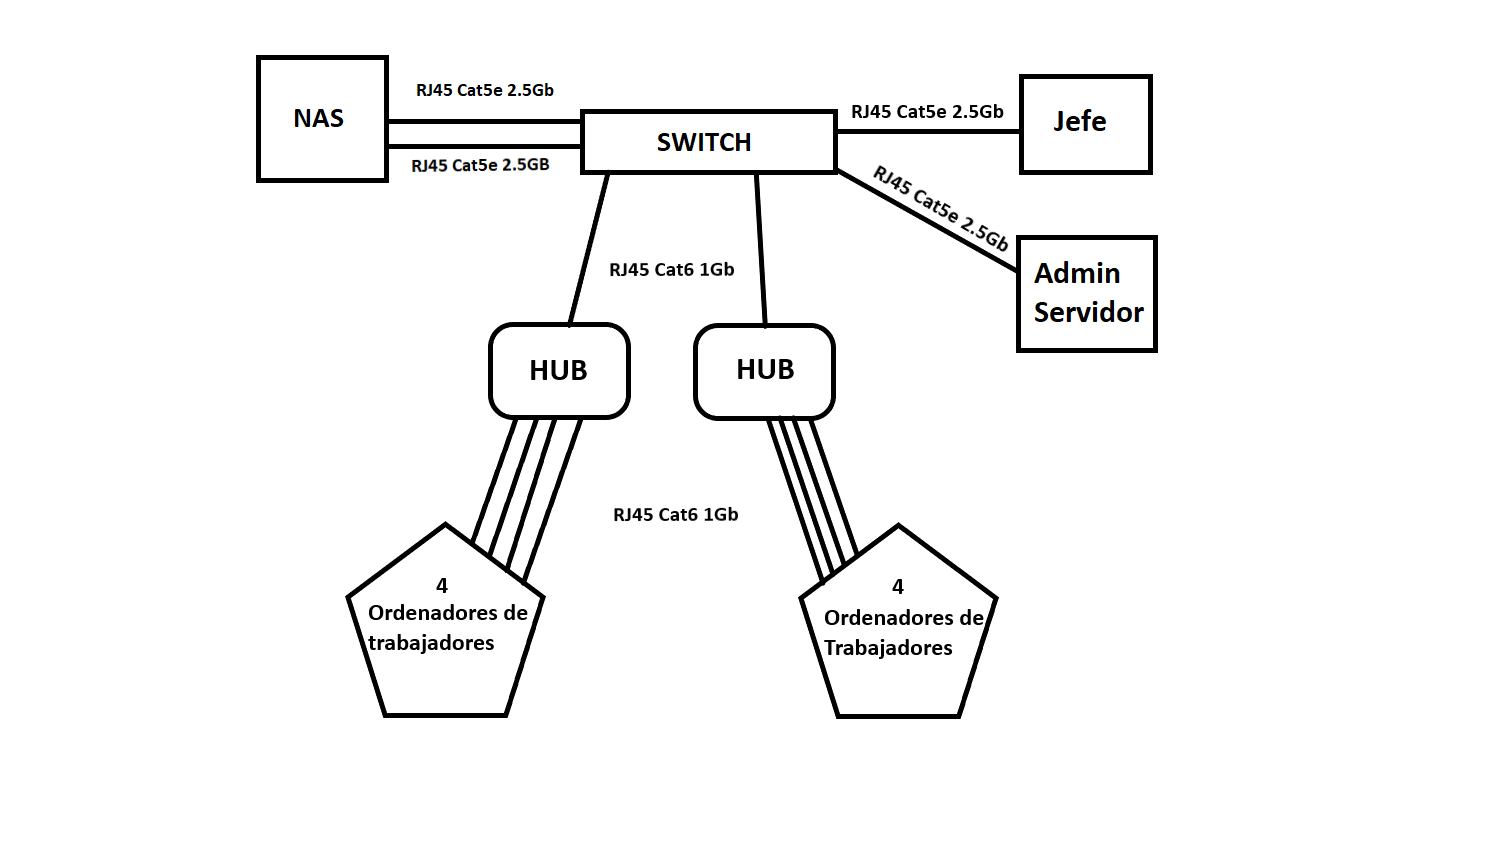 RJ45 Cat5e 2.5Gb
NAS
RJ45 Cat5e 2.5GB
SWITCH
RJ45 Cat5e 2.5Gb
Jefe
RJ45 Cat5e 2.5Gb
Admin
Servidor
RJ45 Cat6 1Gb
HUB
HUB
RJ45 Cat6 1Gb
4
Ordenadores de
trabajadores
4
Ordenadores de
Trabajadores